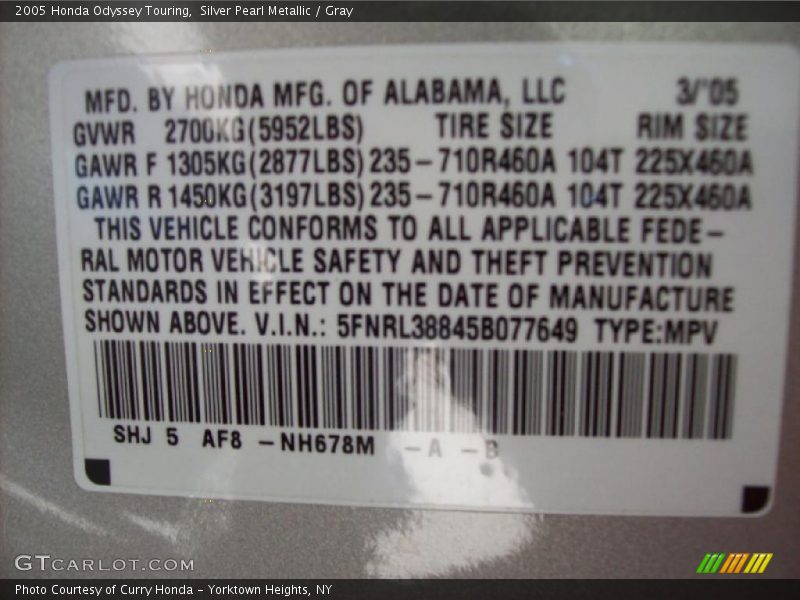 2005 Honda Odyssey Touring,  Silver Pearl Metallic / Gray
MFD. BY HONDA MFG. OF ALABAMA, LLC 3/'05
GVWR 2700KG(5952LBS) TIRE SIZE RIM SIZE
GAWR F 1305KG(2877LBS) 235-710R460A 104T 225X460A
GAWR R 1450KG(3197LBS) 235-710R460A 104T 225X460A
THIS VEHICLE CONFORMS TO ALL APPLICABLE FEDE-
RAL MOTOR VEHICLE SAFETY AND THEFT PREVENTION
STANDARDS IN EFFECT ON THE DATE OF MANUFACTURE
SHOWN ABOVE. V.I.N.: 5FNRL38845B077649 TYPE:MPV
SHJ 5 AF8 -NH678M -A -B
GTCARLOT.COM
Photo Courtesy of Curry Honda - Yorktown Heights, NY